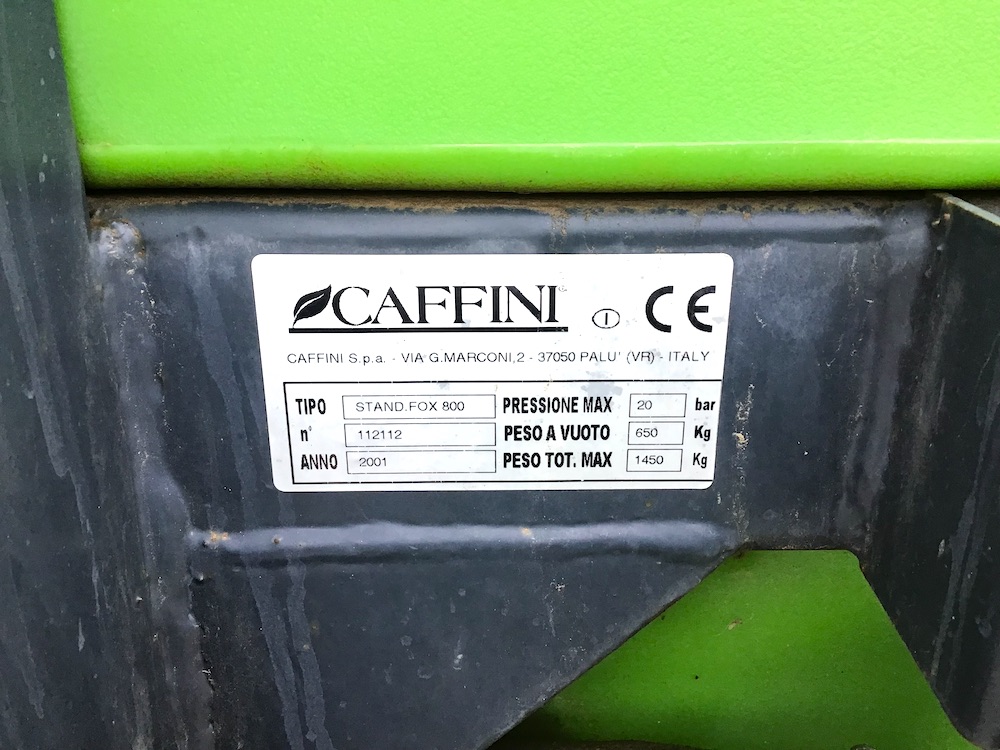 CAFFINI
I
CE
CAFFINI S.p.a. - VIA G.MARCONI,2 - 37050 PALU' (VR) - ITALY
TIPO STAND.FOX 800 PRESSIONE MAX 20 bar
n° 112112 PESO A VUOTO 650 Kg
ANNO 2001 PESO TOT. MAX 1450 Kg